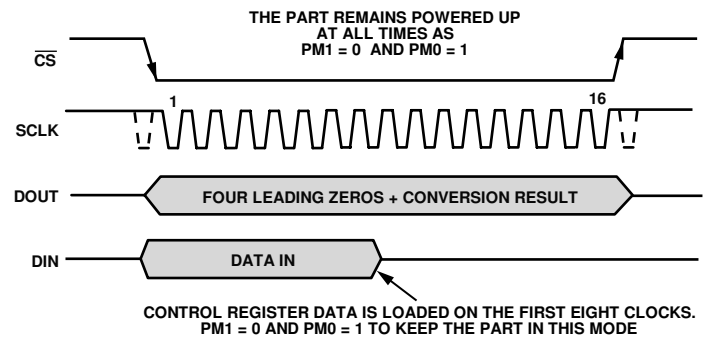 THE PART REMAINS POWERED UP
AT ALL TIMES AS
PM1 = 0 AND PM0 = 1
CS
1
16
SCLK
DOUT
FOUR LEADING ZEROS + CONVERSION RESULT
DIN
DATA IN
CONTROL REGISTER DATA IS LOADED ON THE FIRST EIGHT CLOCKS.
PM1 = 0 AND PM0 = 1 TO KEEP THE PART IN THIS MODE